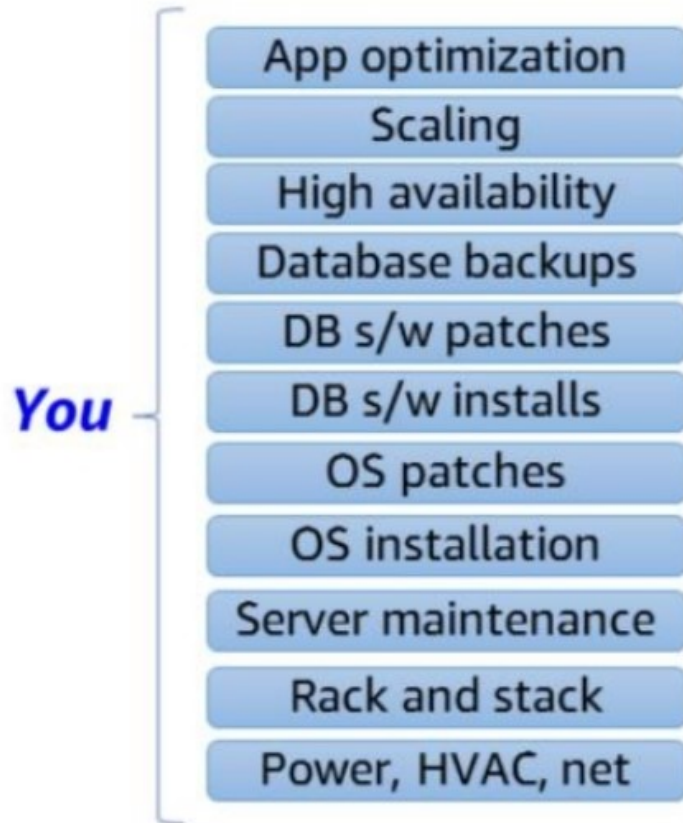 App optimization
Scaling
High availability
Database backups
DB s/w patches
You
DB s/w installs
OS patches
OS installation
Server maintenance
Rack and stack
Power, HVAC, net